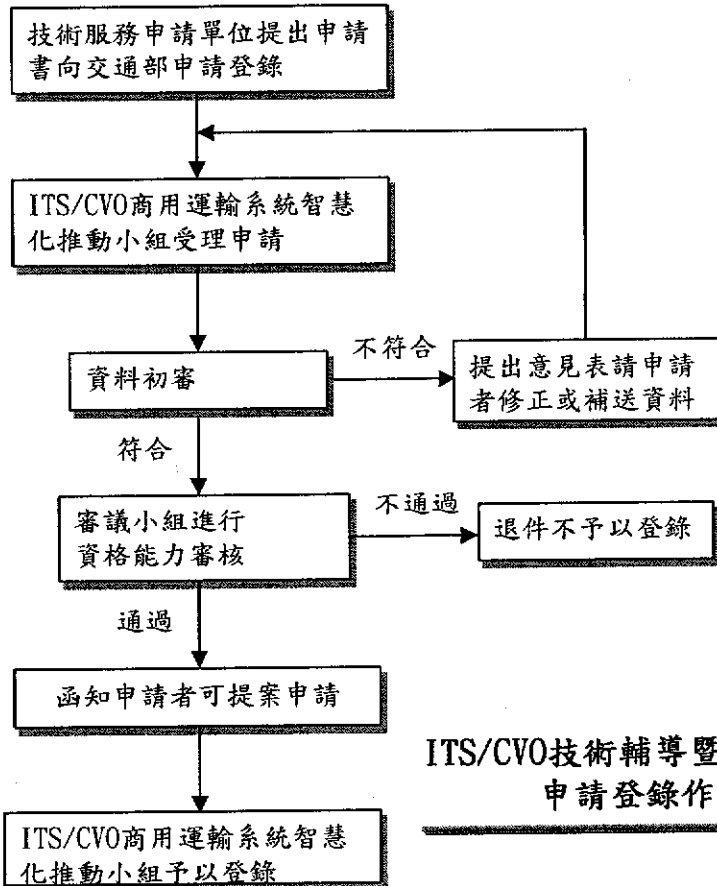 技術服務申請單位提出申請
書向交通部申請登錄
ITS/CVO商用運輸系統智慧
化推動小組受理申請
資料初審
不符合
提出意見表請申請
者修正或補送資料
符合
審議小組進行
資格能力審核
不通過
退件不予以登錄
通過
函知申請者可提案申請
ITS/CVO技術輔導暨
申請登錄作
ITS/CVO商用運輸系統智慧
化推動小組予以登錄